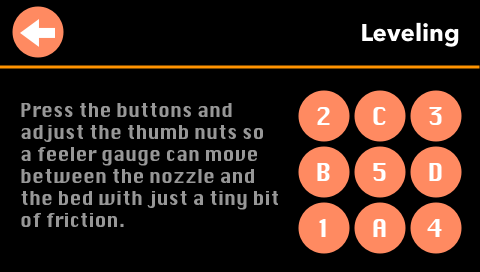 Leveling
Press the buttons and
adjust the thumb nuts so
a feeler gauge can move
between the nozzle and
the bed with just a tiny bit
of friction.
2 C 3
B 5 D
1 A 4